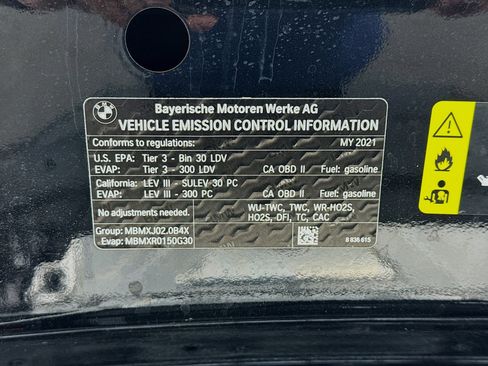 BMW
Bayerische Motoren Werke AG
VEHICLE EMISSION CONTROL INFORMATION
Conforms to regulations: MY 2021
U.S. EPA: Tier 3 - Bin 30 LDV
EVAP: Tier 3 - 300 LDV CA OBD II Fuel: gasoline
California: LEV III - SULEV 30 PC
EVAP: LEV III - 300 PC CA OBD II Fuel: gasoline
No adjustments needed. WU-TWC, TWC, WR-HO2S,
HO2S, DFI, TC, CAC
Group: MBMXJ02.0B4X
Evap: MBMXR0150G30
8 836 615